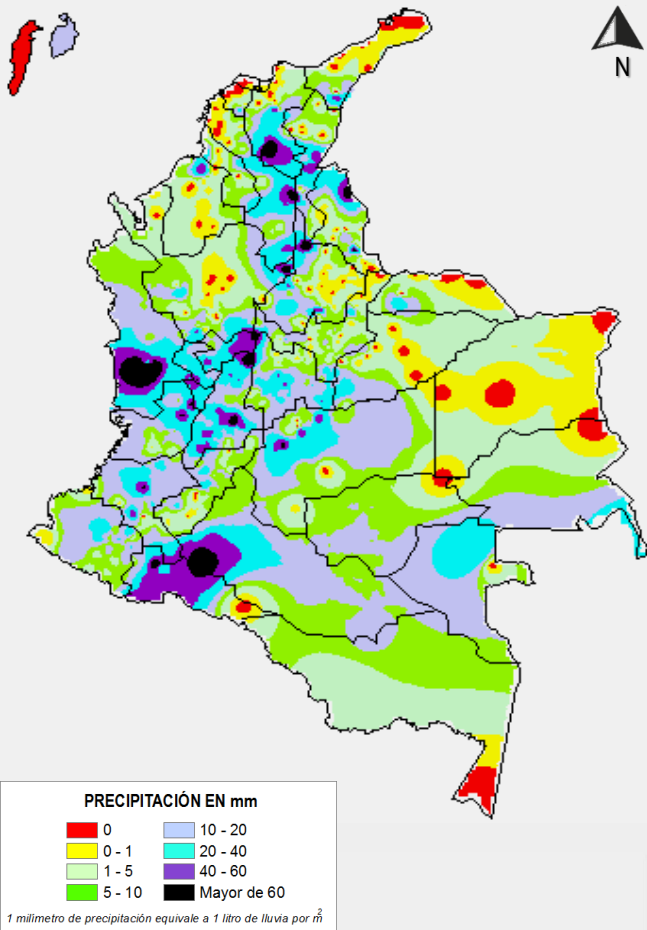 N
PRECIPITACIÓN EN mm
0
0 - 1
1 - 5
5 - 10
10 - 20
20 - 40
40 - 60
Mayor de 60
1 milímetro de precipitación equivale a 1 litro de lluvia por m2